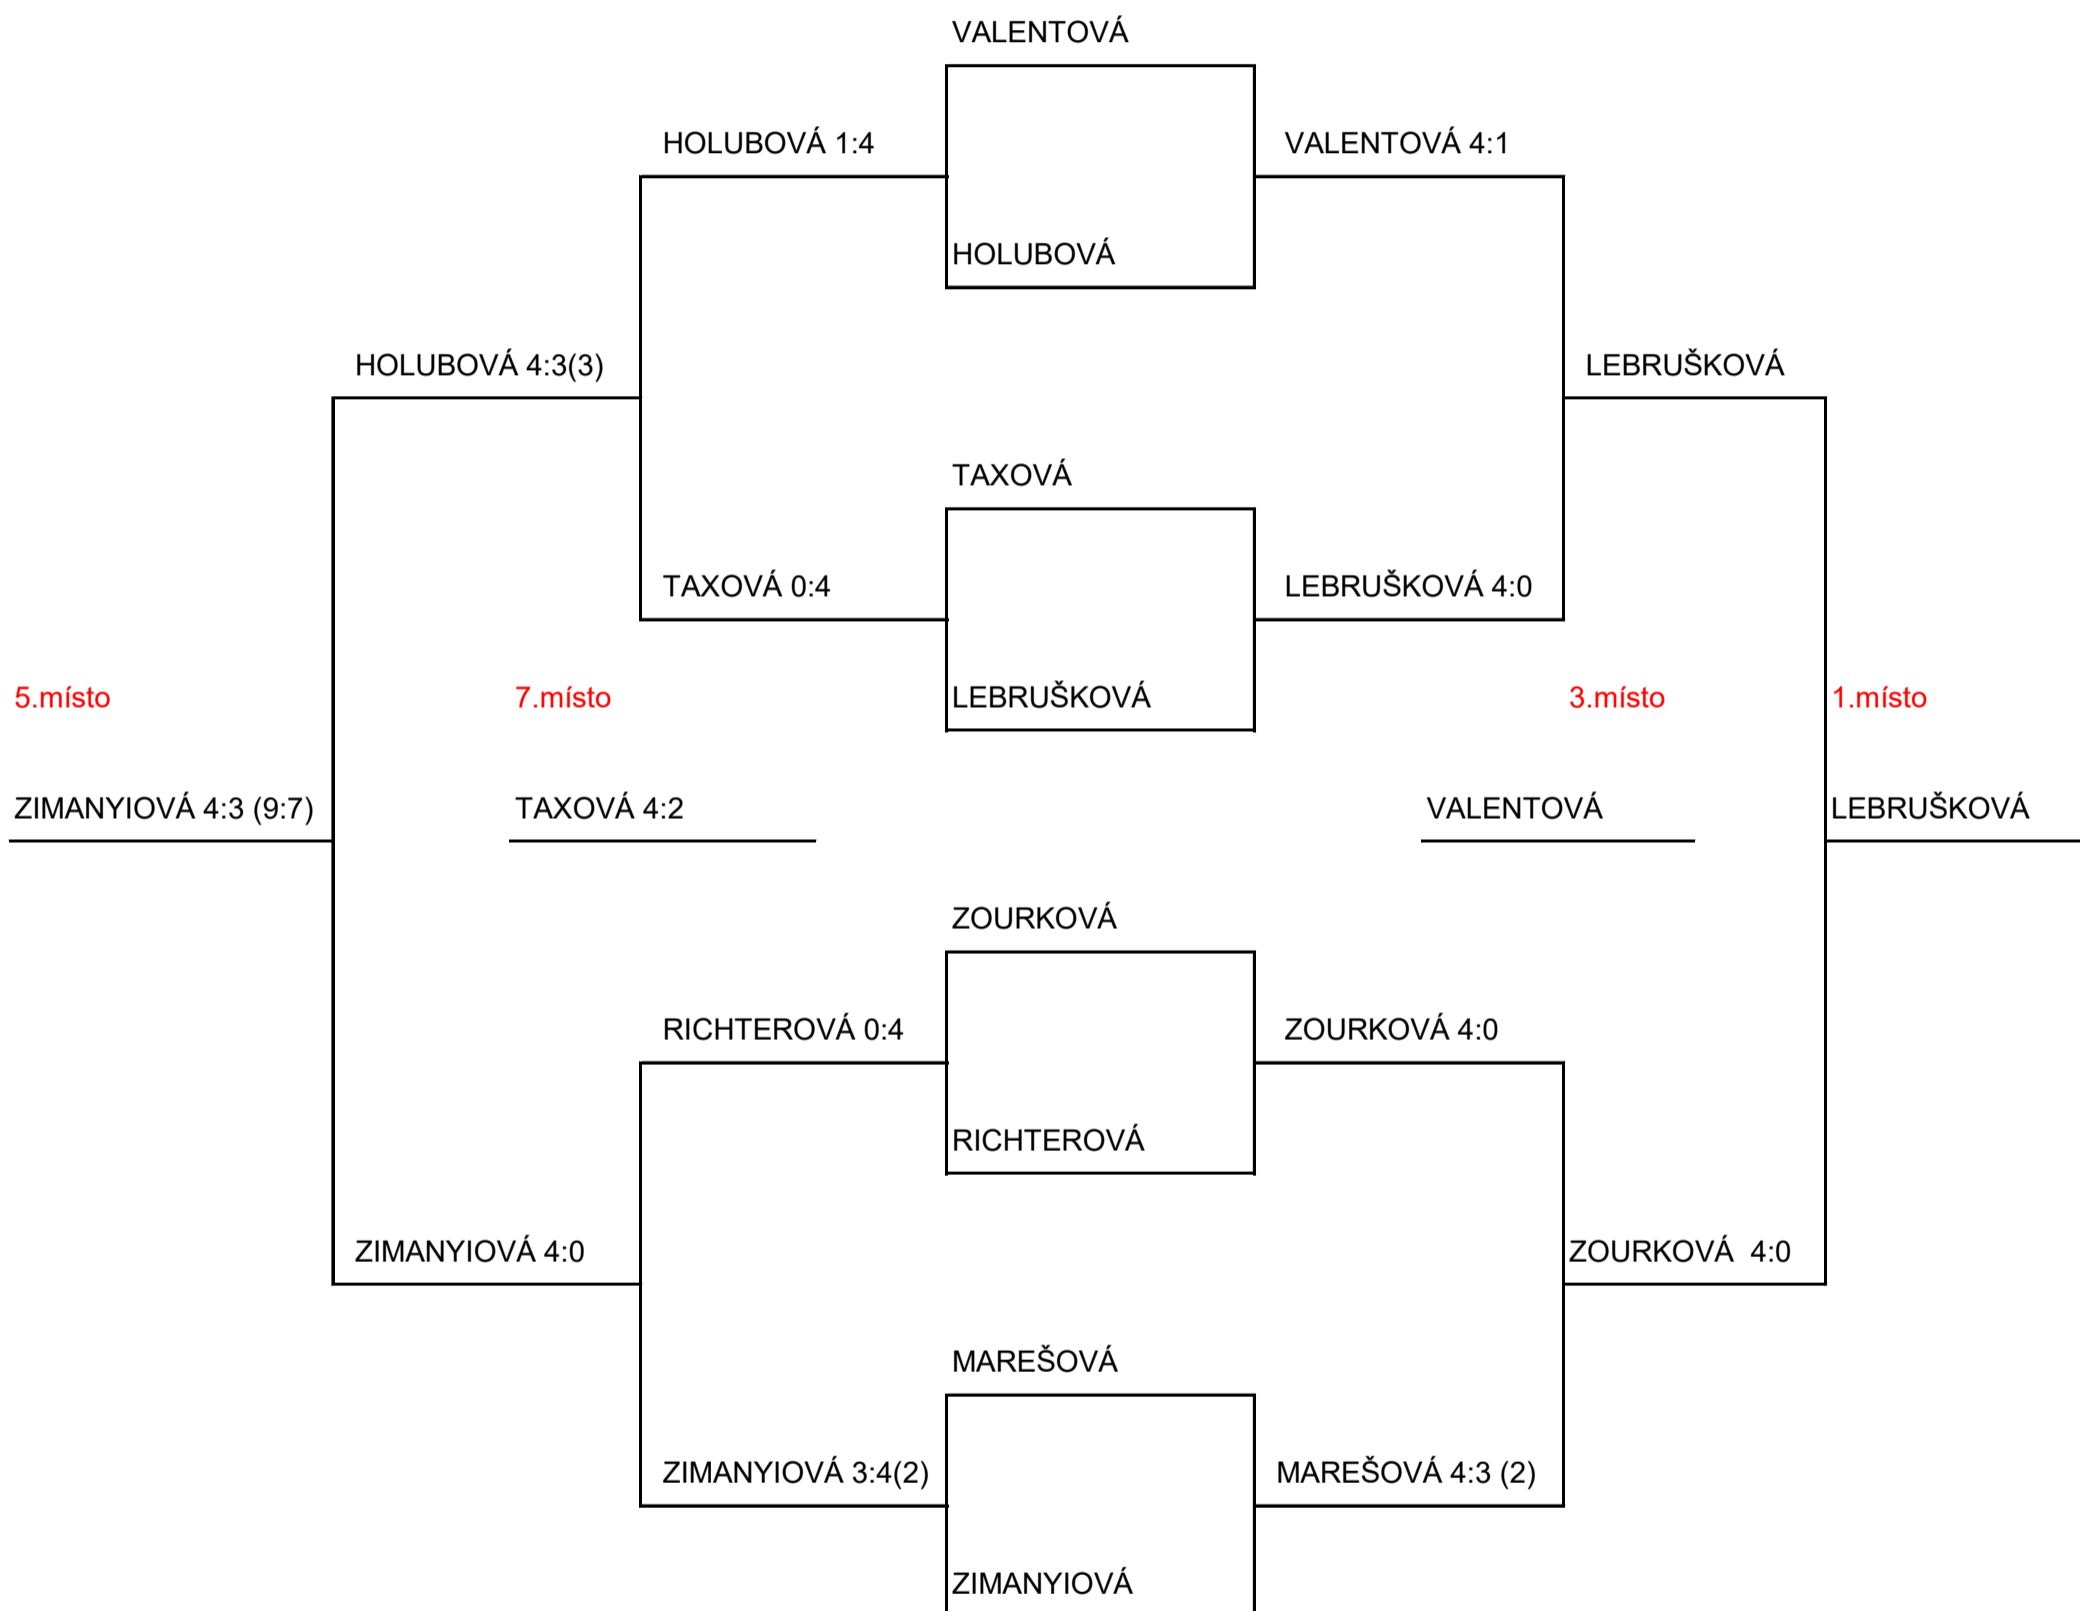 VALENTOVÁ
HOLUBOVÁ 1:4
VALENTOVÁ 4:1
HOLUBOVÁ
HOLUBOVÁ 4:3(3)
LEBRUŠKOVÁ
TAXOVÁ
TAXOVÁ 0:4
LEBRUŠKOVÁ 4:0
5.místo
7.místo
LEBRUŠKOVÁ
3.místo
1.místo
ZIMANYIOVÁ 4:3 (9:7)
TAXOVÁ 4:2
VALENTOVÁ
LEBRUŠKOVÁ
ZOURKOVÁ
RICHTEROVÁ 0:4
ZOURKOVÁ 4:0
RICHTEROVÁ
ZIMANYIOVÁ 4:0
ZOURKOVÁ  4:0
MAREŠOVÁ
ZIMANYIOVÁ 3:4(2)
MAREŠOVÁ 4:3 (2)
ZIMANYIOVÁ